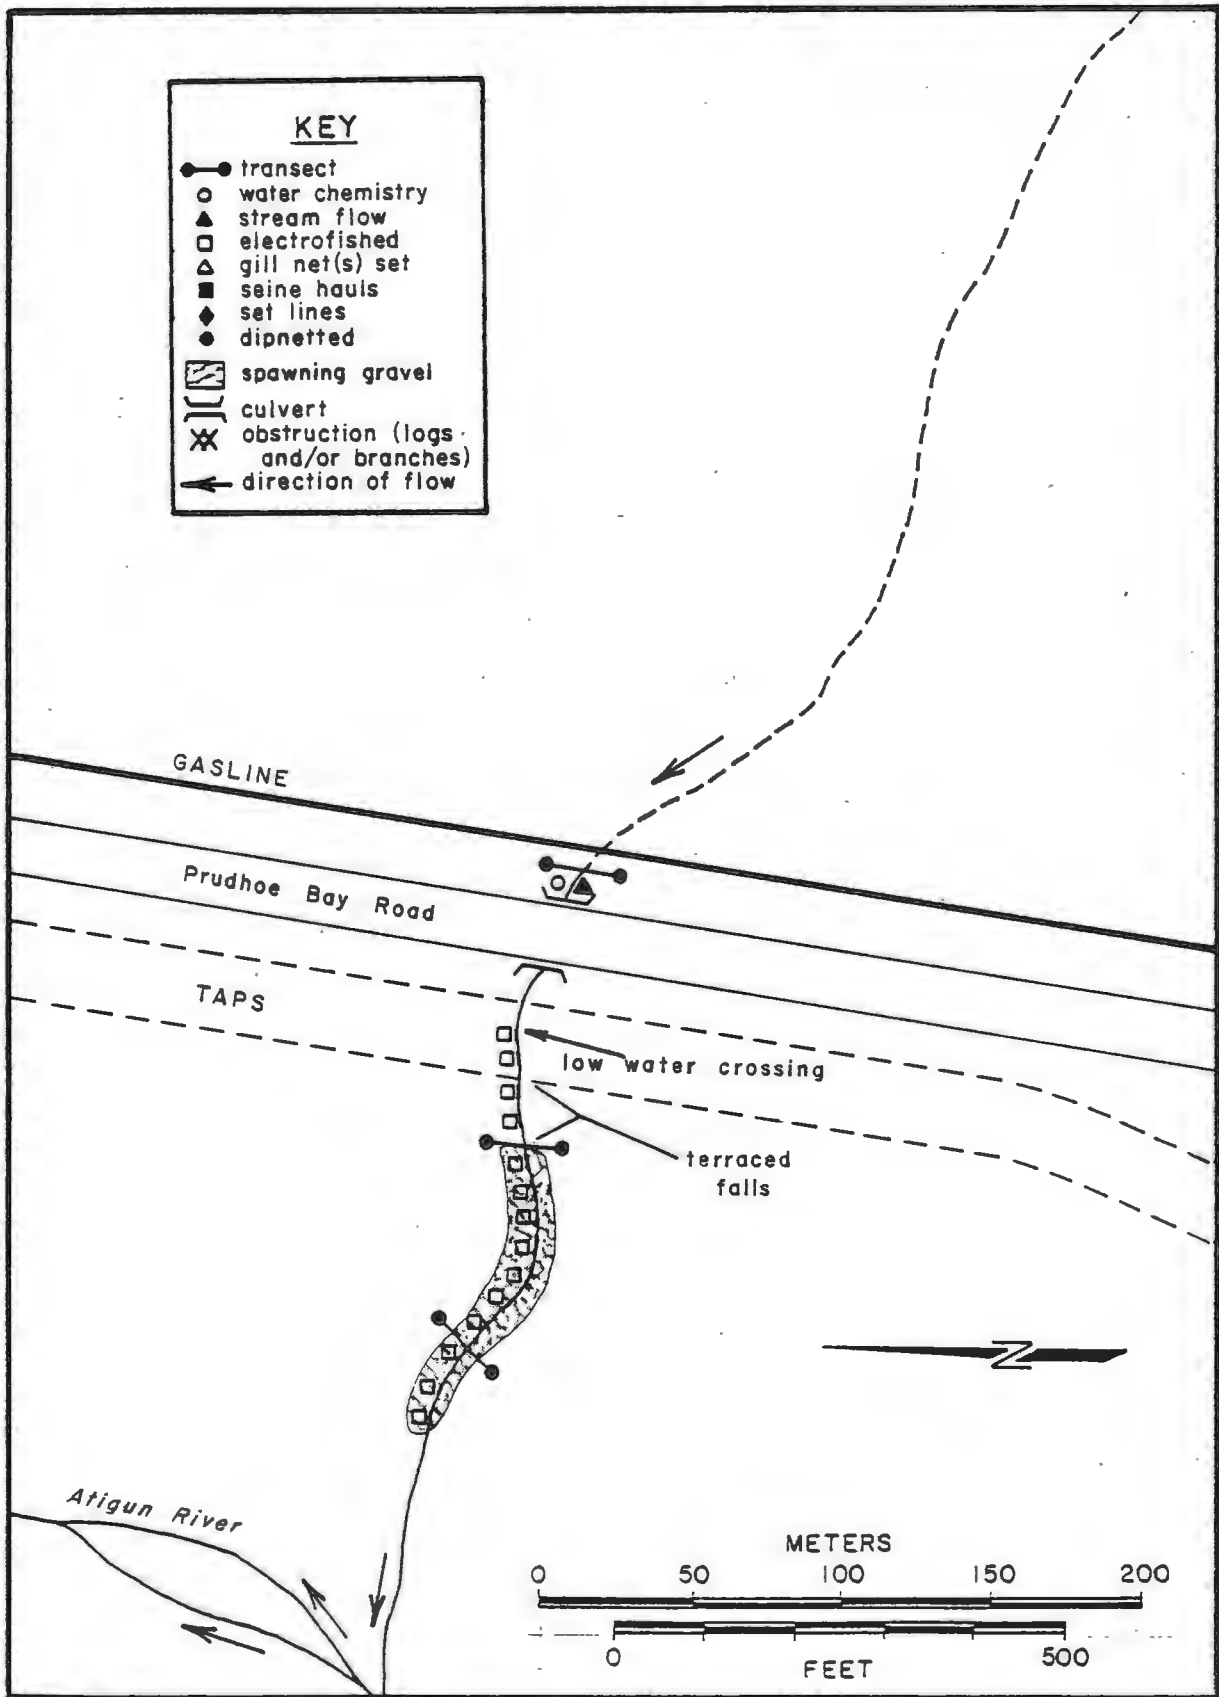 KEY
transect
water chemistry
stream flow
electrofished
gill net(s) set
seine hauls
set lines
dipnetted
spawning gravel
culvert
obstruction (logs
and/or branches)
direction of flow
GASLINE
Prudhoe Bay Road
TAPS
low water crossing
terraced
falls
N
Atigun River
METERS
0 50 100 150 200
0 500
FEET